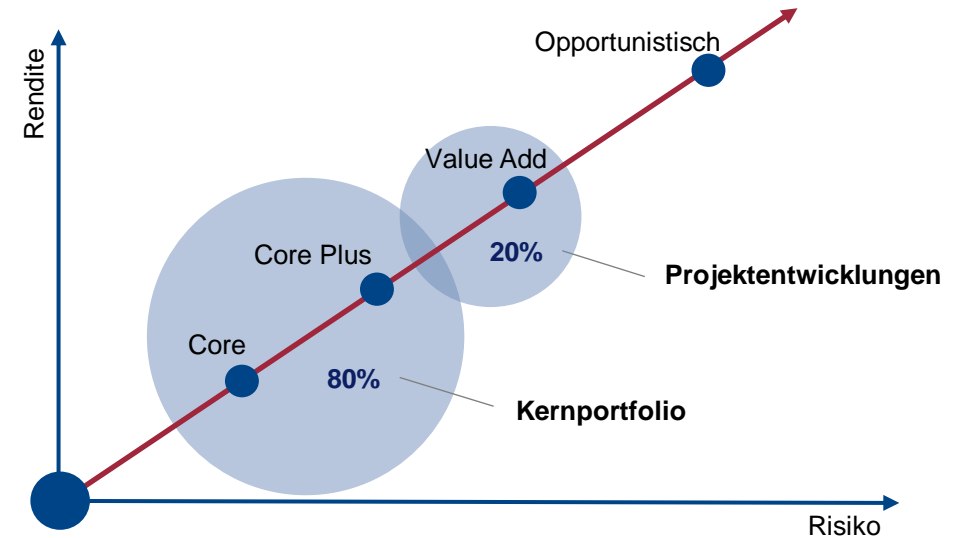 Opportunistisch
Rendite
Value Add
Core Plus
20%
Projektentwicklungen
Core
80%
Kernportfolio
Risiko